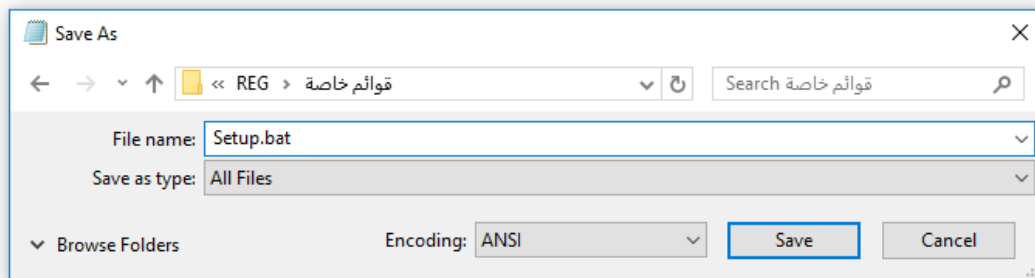 Save As
« REG › قوائم خاصة
Search قوائم خاصة
File name: Setup.bat
Save as type: All Files
Browse Folders
Encoding: ANSI
Save
Cancel